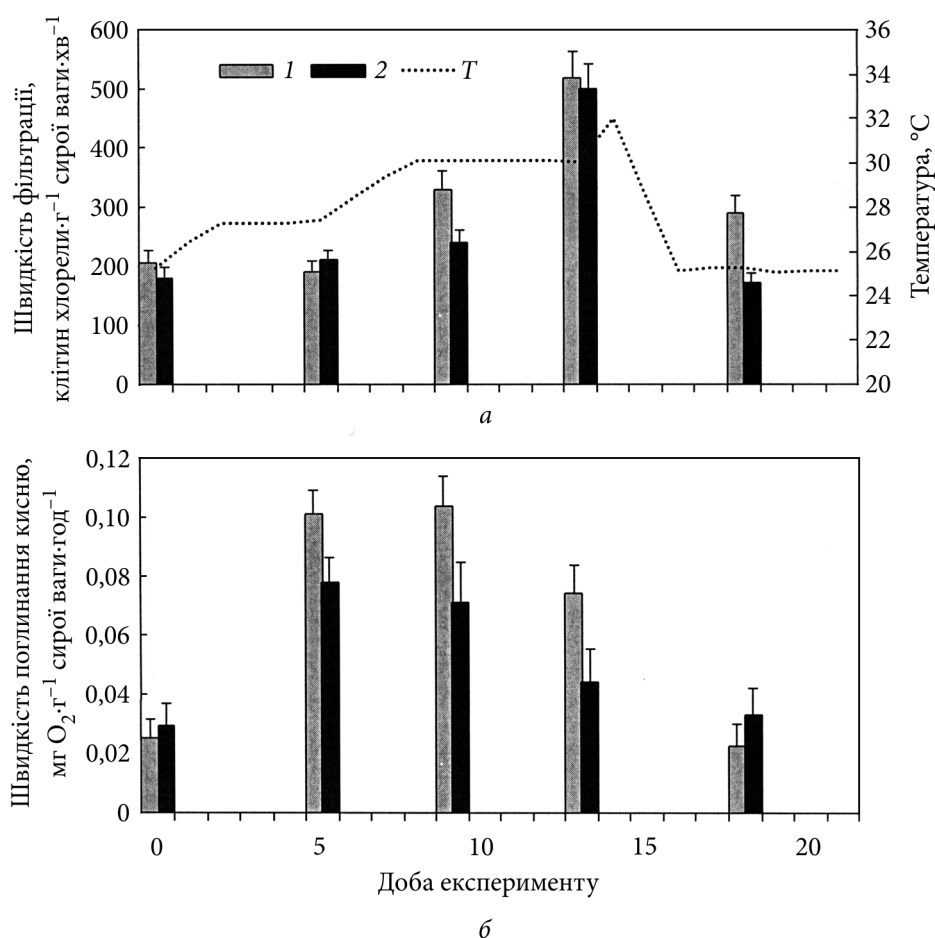 Швидкість фільтрації,
клітин хлорели·г⁻¹ сирої ваги·хв⁻¹
600
500
400
300
200
100
0
1 2 T
36
34
32
30
28
26
24
22
20
Температура, °C
а
Швидкість поглинання кисню,
мг O₂·г⁻¹ сирої ваги·год⁻¹
0,12
0,10
0,08
0,06
0,04
0,02
0
0 5 10 15 20
Доба експерименту
б